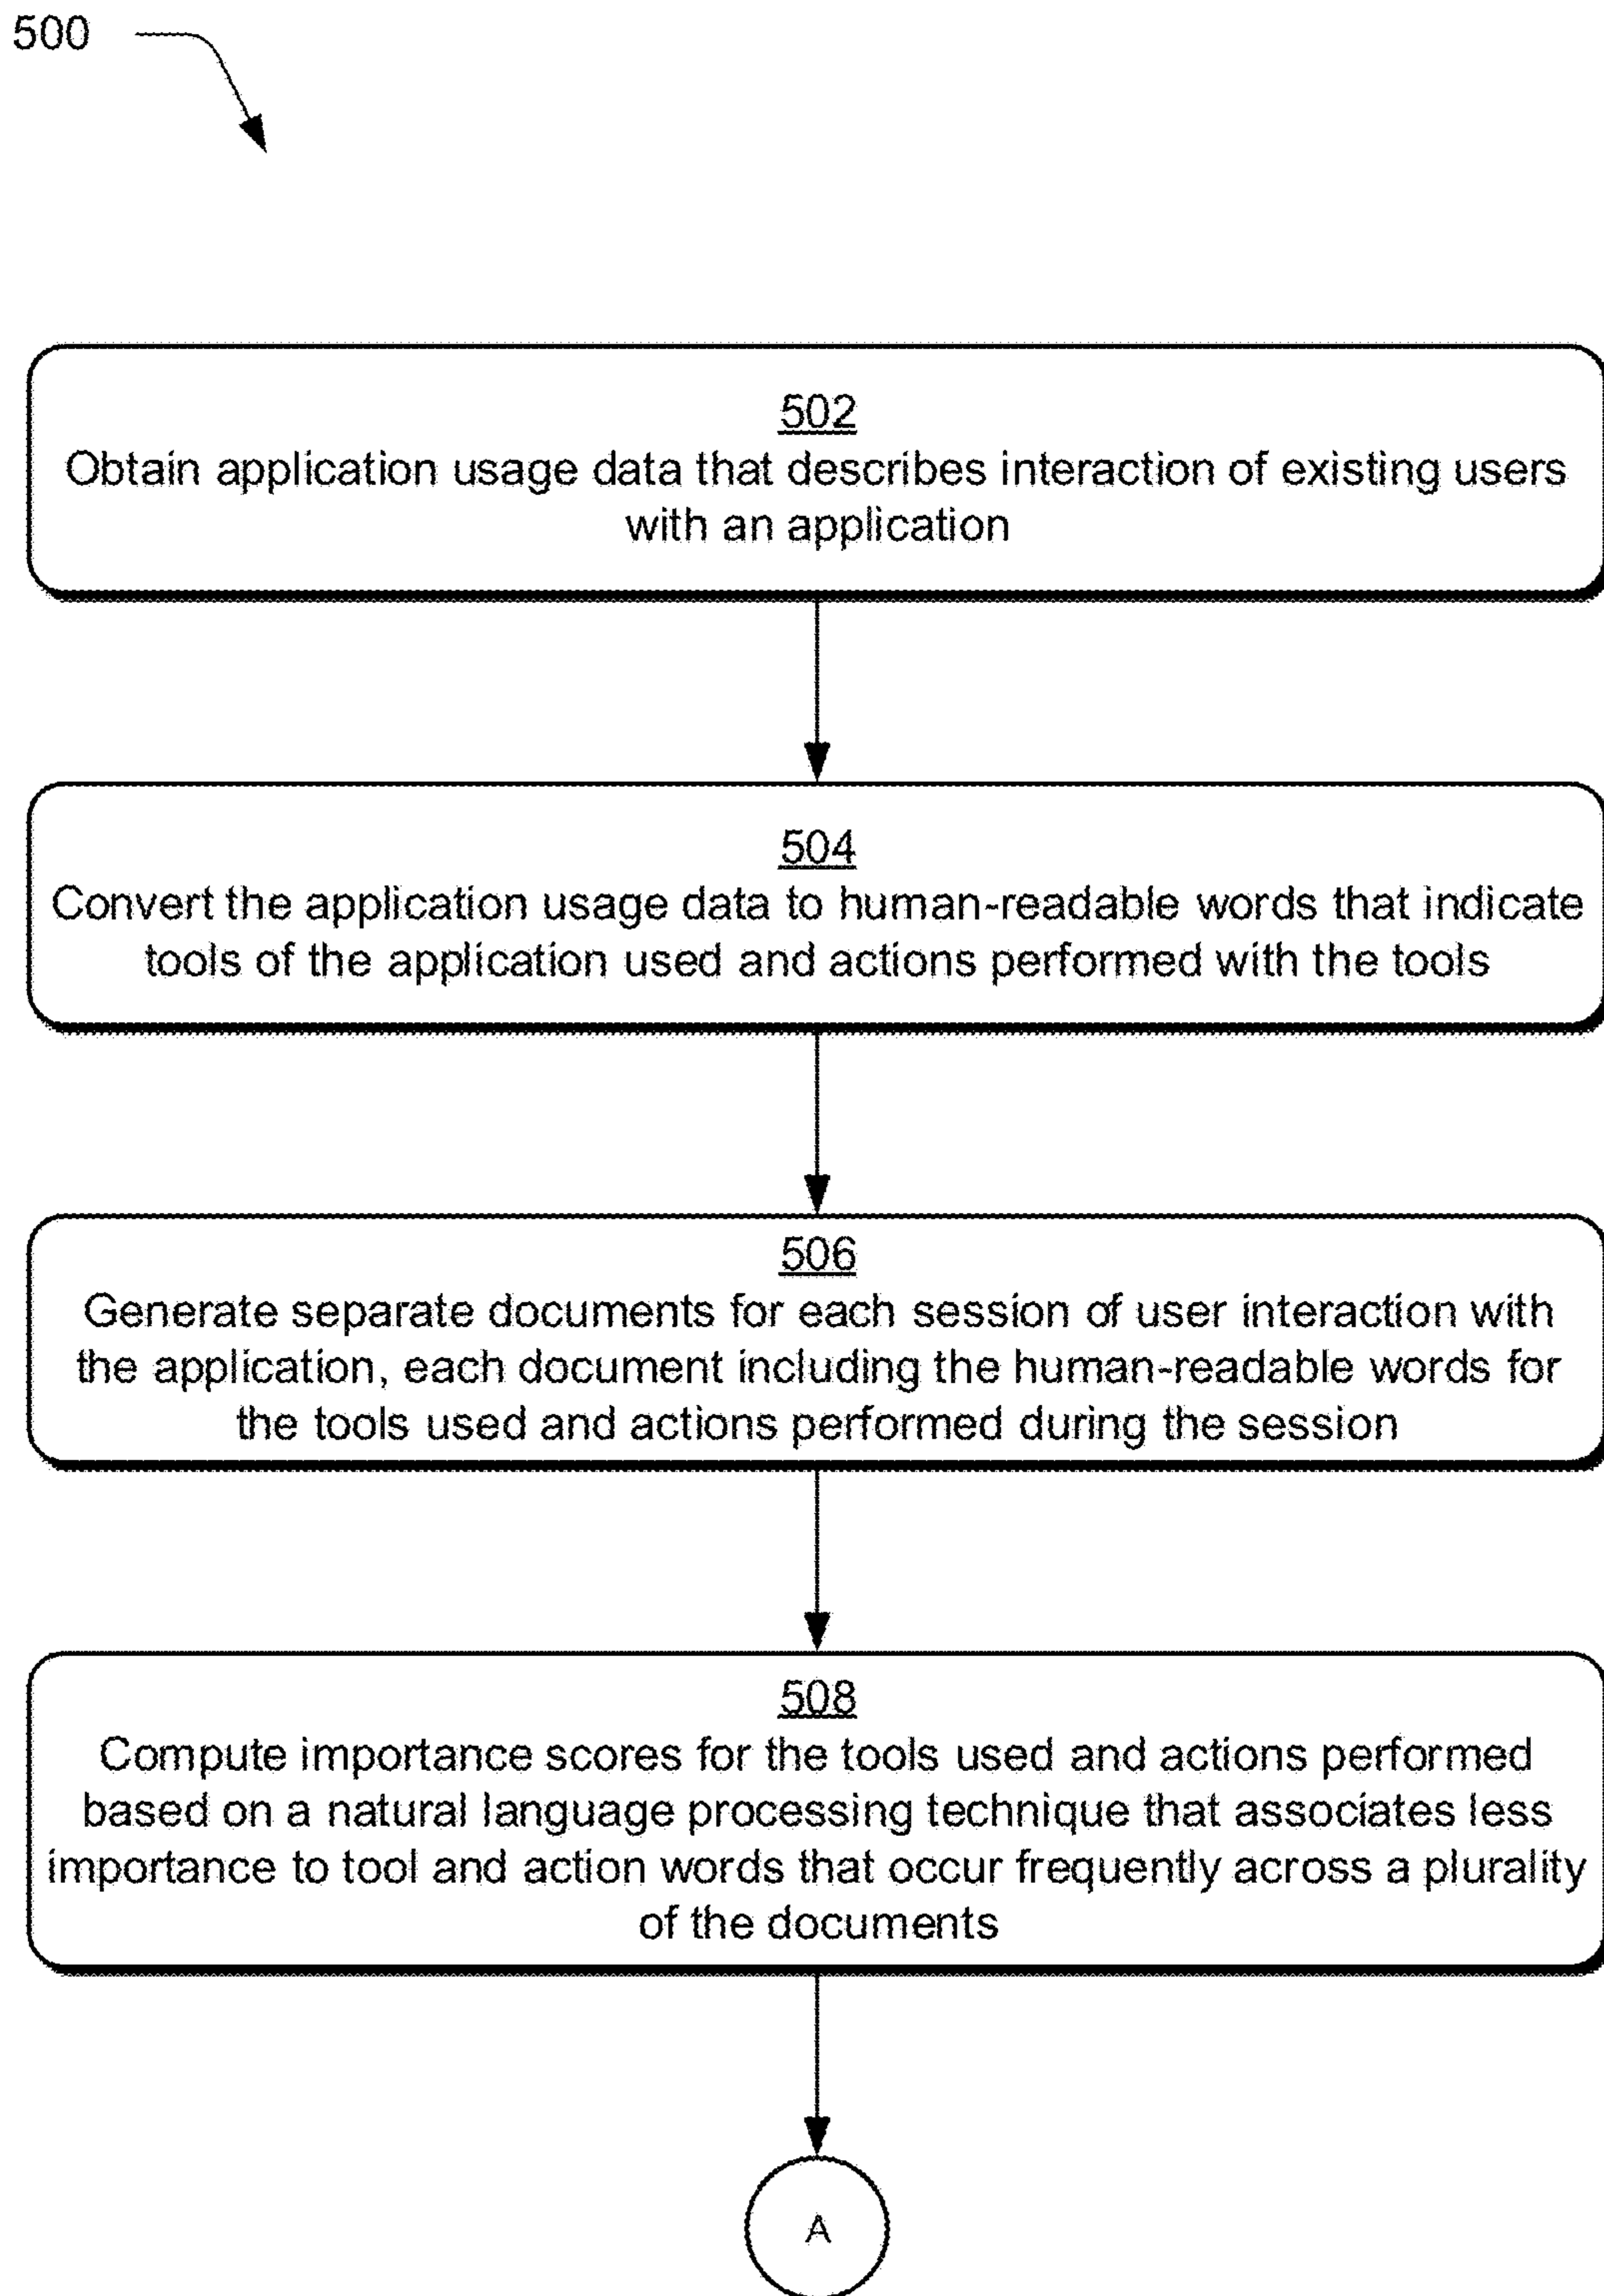 500
502
Obtain application usage data that describes interaction of existing users
with an application
504
Convert the application usage data to human-readable words that indicate
tools of the application used and actions performed with the tools
506
Generate separate documents for each session of user interaction with
the application, each document including the human-readable words for
the tools used and actions performed during the session
508
Compute importance scores for the tools used and actions performed
based on a natural language processing technique that associates less
importance to tool and action words that occur frequently across a plurality
of the documents
A